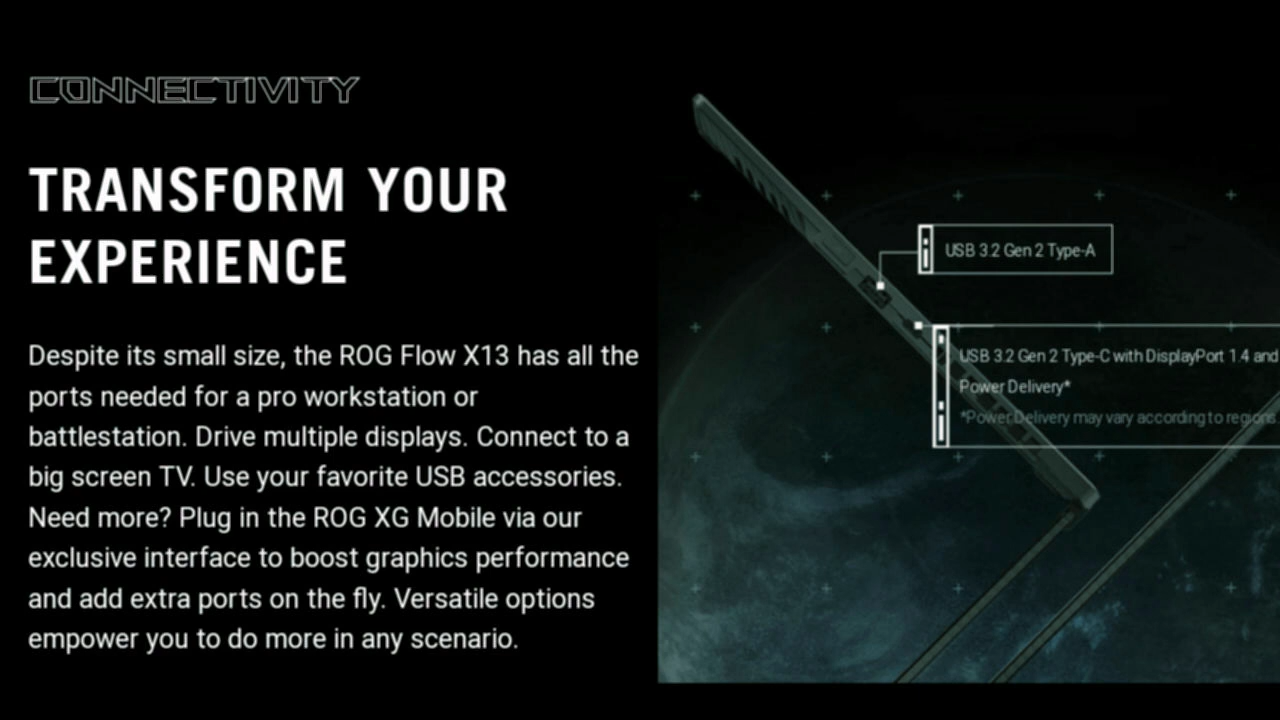 CONNECTIVITY
TRANSFORM YOUR
EXPERIENCE
Despite its small size, the ROG Flow X13 has all the
ports needed for a pro workstation or
battlestation. Drive multiple displays. Connect to a
big screen TV. Use your favorite USB accessories.
Need more? Plug in the ROG XG Mobile via our
exclusive interface to boost graphics performance
and add extra ports on the fly. Versatile options
empower you to do more in any scenario.
USB 3.2 Gen 2 Type-A
USB 3.2 Gen 2 Type-C with DisplayPort 1.4 and
Power Delivery*
*Power Delivery may vary according to regions.